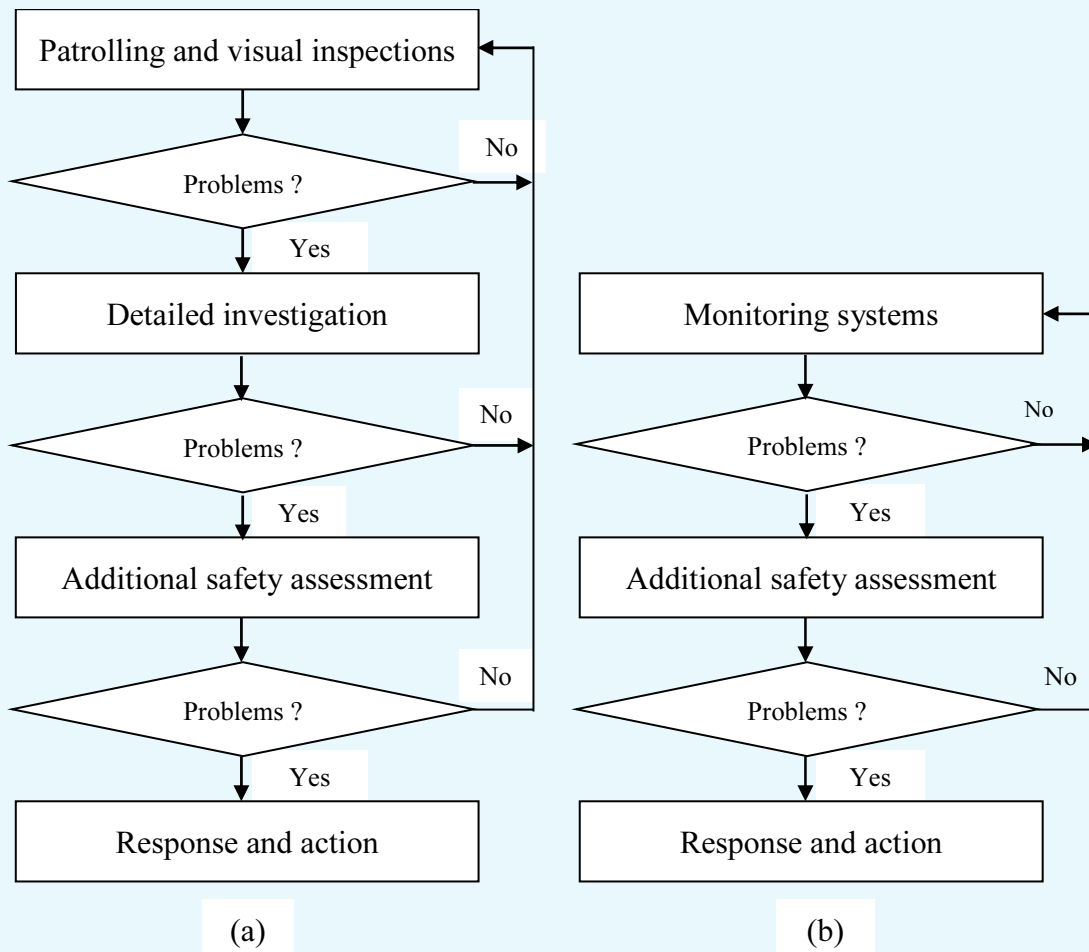 Patrolling and visual inspections
No
Problems ?
Yes
Detailed investigation
No
Problems ?
Yes
Additional safety assessment
No
Problems ?
Yes
Response and action
(a)
Monitoring systems
No
Problems ?
Yes
Additional safety assessment
No
Problems ?
Yes
Response and action
(b)